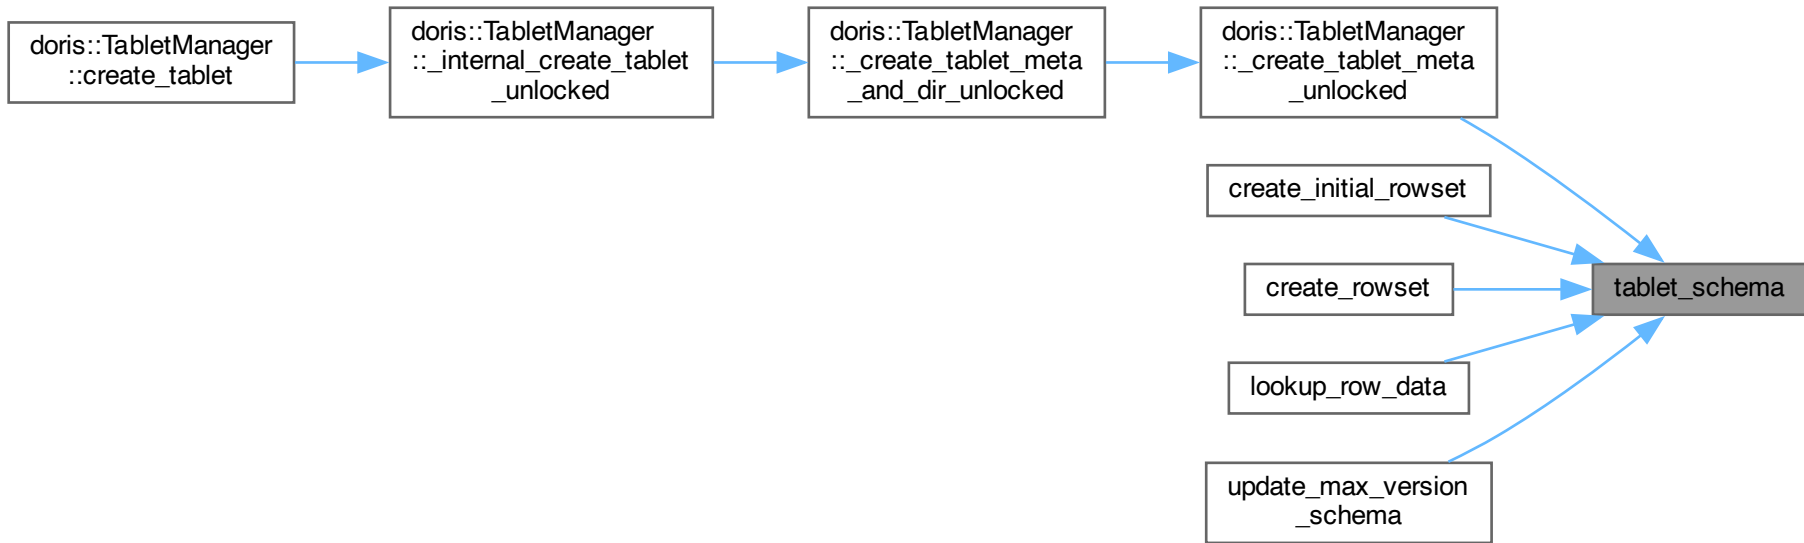 doris::TabletManager
::create_tablet
doris::TabletManager
::_internal_create_tablet
_unlocked
doris::TabletManager
::_create_tablet_meta
_and_dir_unlocked
doris::TabletManager
::_create_tablet_meta
_unlocked
create_initial_rowset
create_rowset
lookup_row_data
update_max_version
_schema
tablet_schema